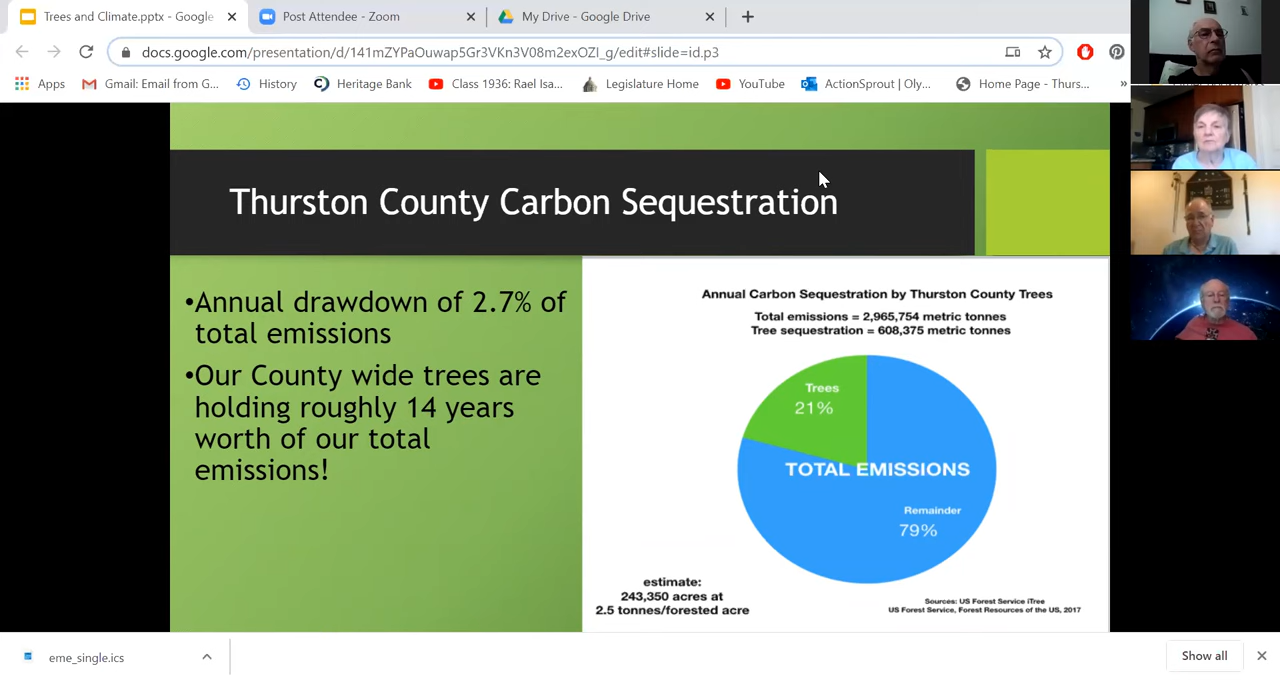 Trees and Climate.pptx - Google
Post Attendee - Zoom
My Drive - Google Drive
docs.google.com/presentation/d/141mZYPaOuwap5Gr3VKn3V08m2exOZI_g/edit#slide=id.p3
Apps
Gmail: Email from G...
History
Heritage Bank
Class 1936: Rael Isa...
Legislature Home
YouTube
ActionSprout | Oly...
Home Page - Thurs...
»
Thurston County Carbon Sequestration
•Annual drawdown of 2.7% of
total emissions
•Our County wide trees are
holding roughly 14 years
worth of our total
emissions!
Annual Carbon Sequestration by Thurston County Trees
Total emissions = 2,965,754 metric tonnes
Tree sequestration = 608,375 metric tonnes
Trees
21%
TOTAL EMISSIONS
Remainder
79%
estimate:
243,350 acres at
2.5 tonnes/forested acre
Sources: US Forest Service iTree
US Forest Service, Forest Resources of the US, 2017
eme_single.ics
Show all